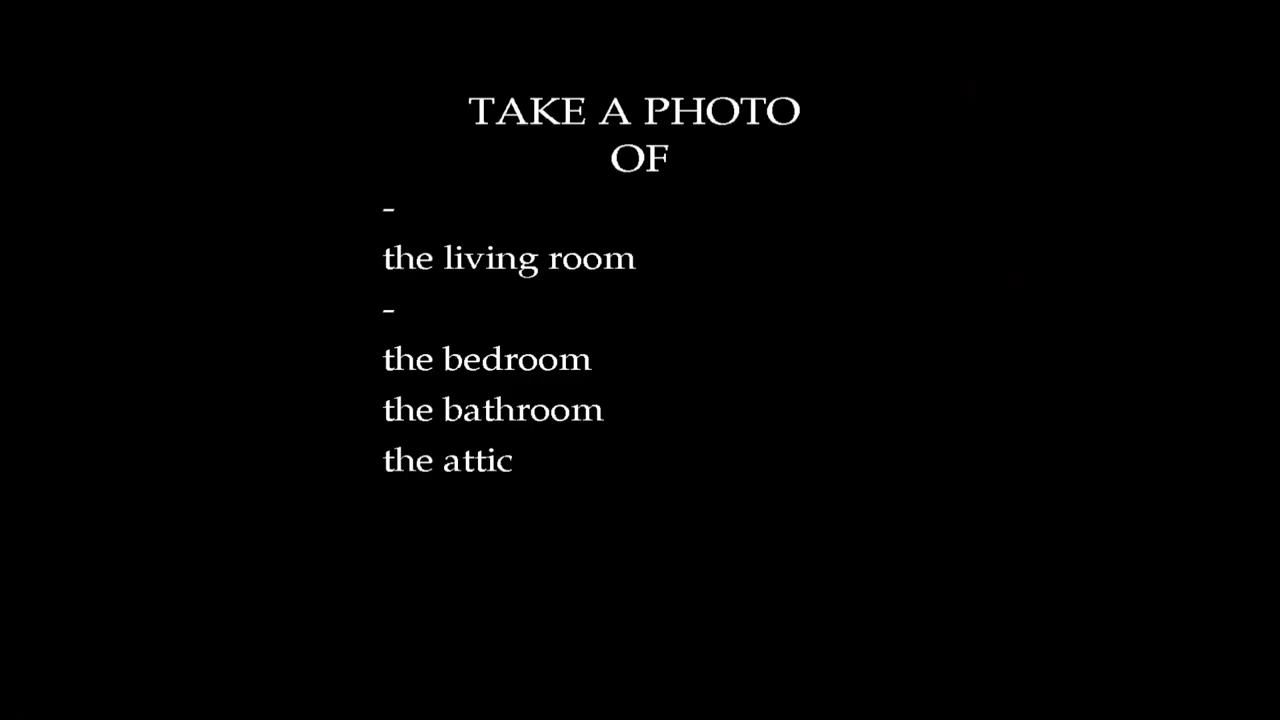 TAKE A PHOTO
OF
-
the living room
-
the bedroom
the bathroom
the attic